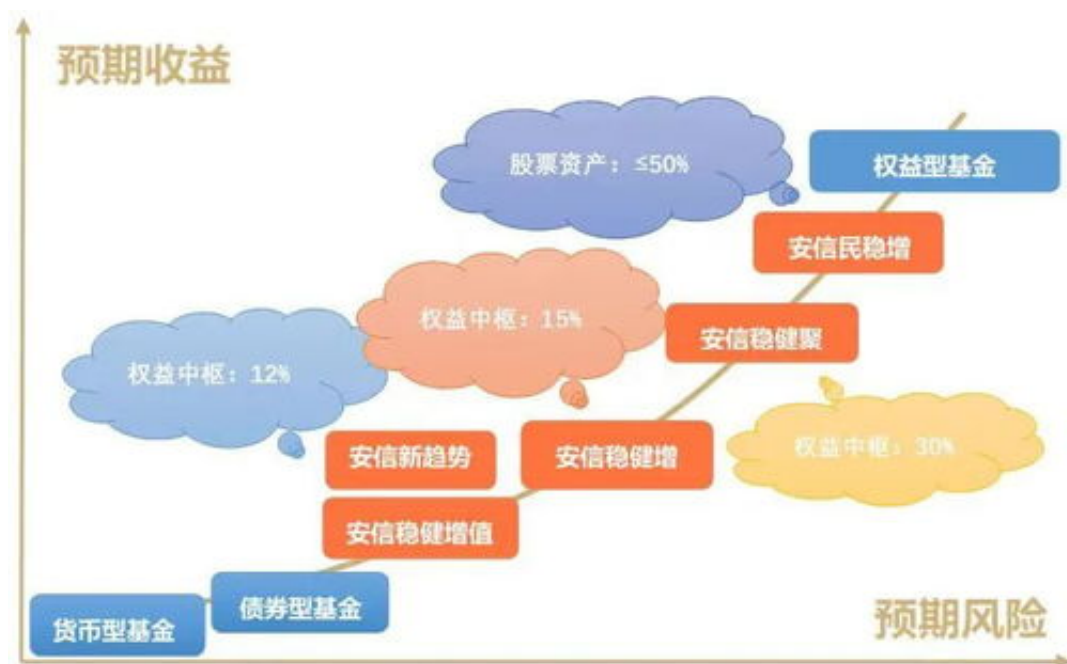 预期收益
股票资产：≤50%
权益型基金
安信民稳增
权益中枢：15%
安信稳健聚
权益中枢：12%
安信新趋势
安信稳健增
权益中枢：30%
安信稳健增值
债券型基金
货币型基金
预期风险